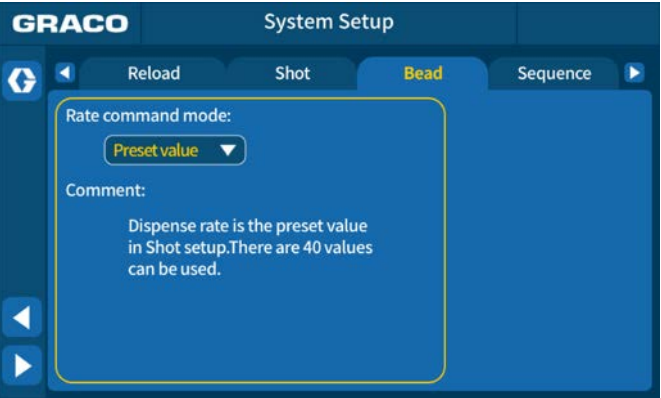 GRACO
System Setup
Reload
Shot
Bead
Sequence
Rate command mode:
Preset value
Comment:
Dispense rate is the preset value
in Shot setup.There are 40 values
can be used.